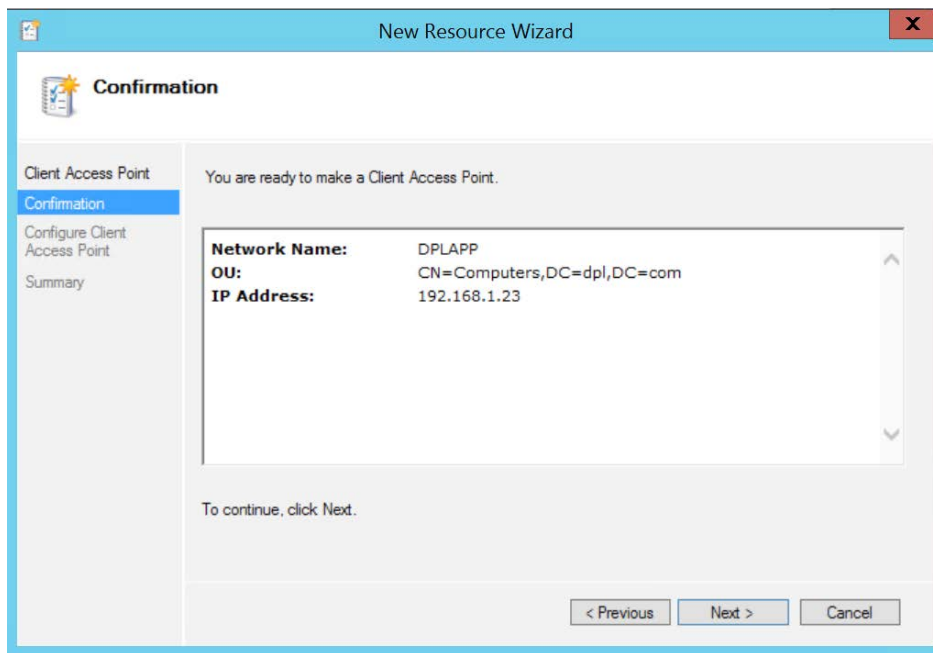 New Resource Wizard
X
Confirmation
Client Access Point
Confirmation
Configure Client
Access Point
Summary
You are ready to make a Client Access Point.
Network Name: DPLAPP
OU: CN=Computers,DC=dpl,DC=com
IP Address: 192.168.1.23
To continue, click Next.
< Previous Next > Cancel